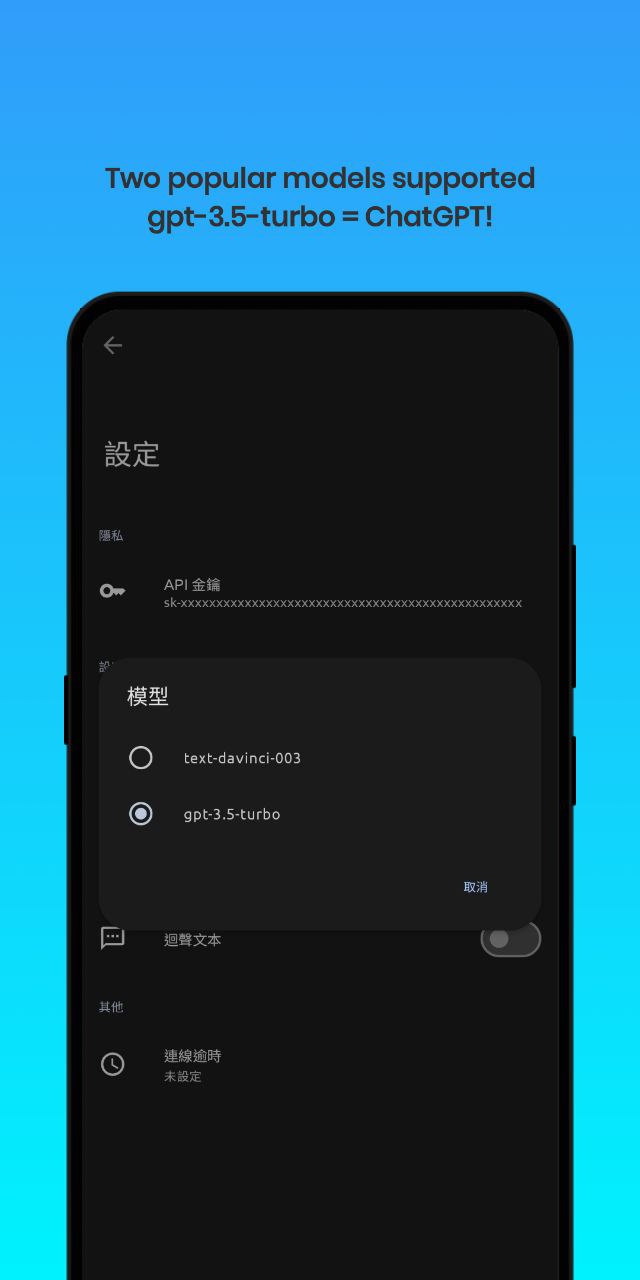 Two popular models supported
gpt-3.5-turbo = ChatGPT!
設定
隱私
API 金鑰
sk-xxxxxxxxxxxxxxxxxxxxxxxxxxxxxxxxxxxxxxxxxxxxxxxx
模型
text-davinci-003
gpt-3.5-turbo
取消
迴聲文本
其他
連線逾時
未設定